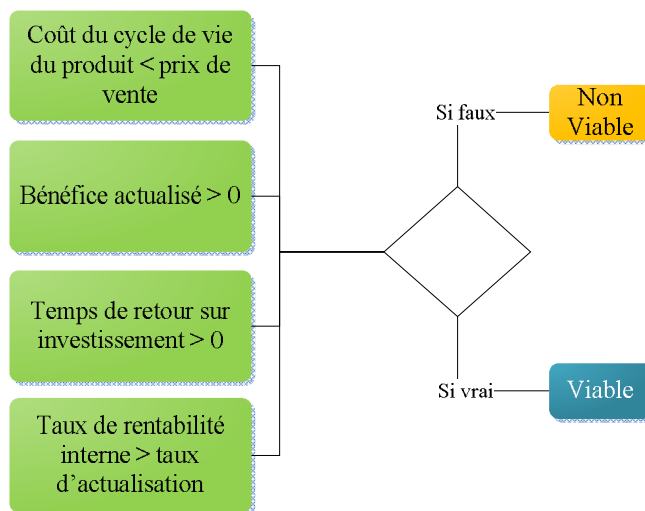 Coût du cycle de vie
du produit < prix de
vente
Bénéfice actualisé > 0
Temps de retour sur
investissement > 0
Taux de rentabilité
interne > taux
d’actualisation
Si faux
Non
Viable
Si vrai
Viable